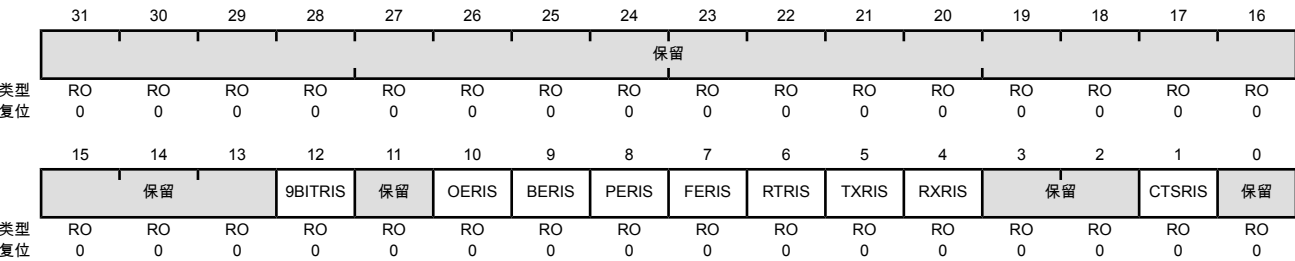 31 30 29 28 27 26 25 24 23 22 21 20 19 18 17 16
保留
类型 RO RO RO RO RO RO RO RO RO RO RO RO RO RO RO RO
复位 0 0 0 0 0 0 0 0 0 0 0 0 0 0 0 0
15 14 13 12 11 10 9 8 7 6 5 4 3 2 1 0
保留 9BITRIS 保留 OERIS BERIS PERIS FERIS RTRIS TXRIS RXRIS 保留 CTSRIS 保留
类型 RO RO RO RO RO RO RO RO RO RO RO RO RO RO RO RO
复位 0 0 0 0 0 0 0 0 0 0 0 0 0 0 0 0